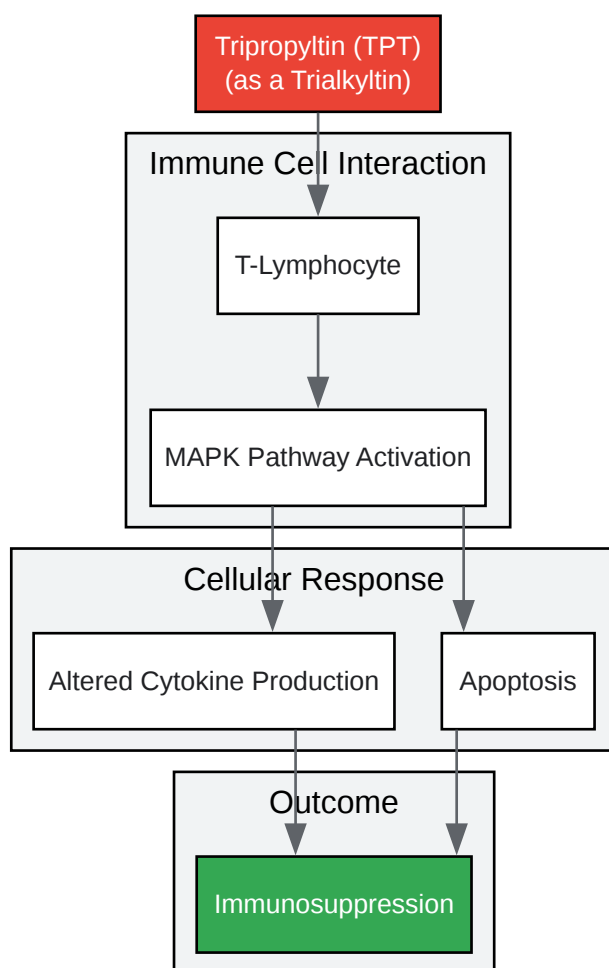 Tripropyltin (TPT)
(as a Trialkyltin)
Immune Cell Interaction
T-Lymphocyte
MAPK Pathway Activation
Cellular Response
Altered Cytokine Production
Apoptosis
Outcome
Immunosuppression